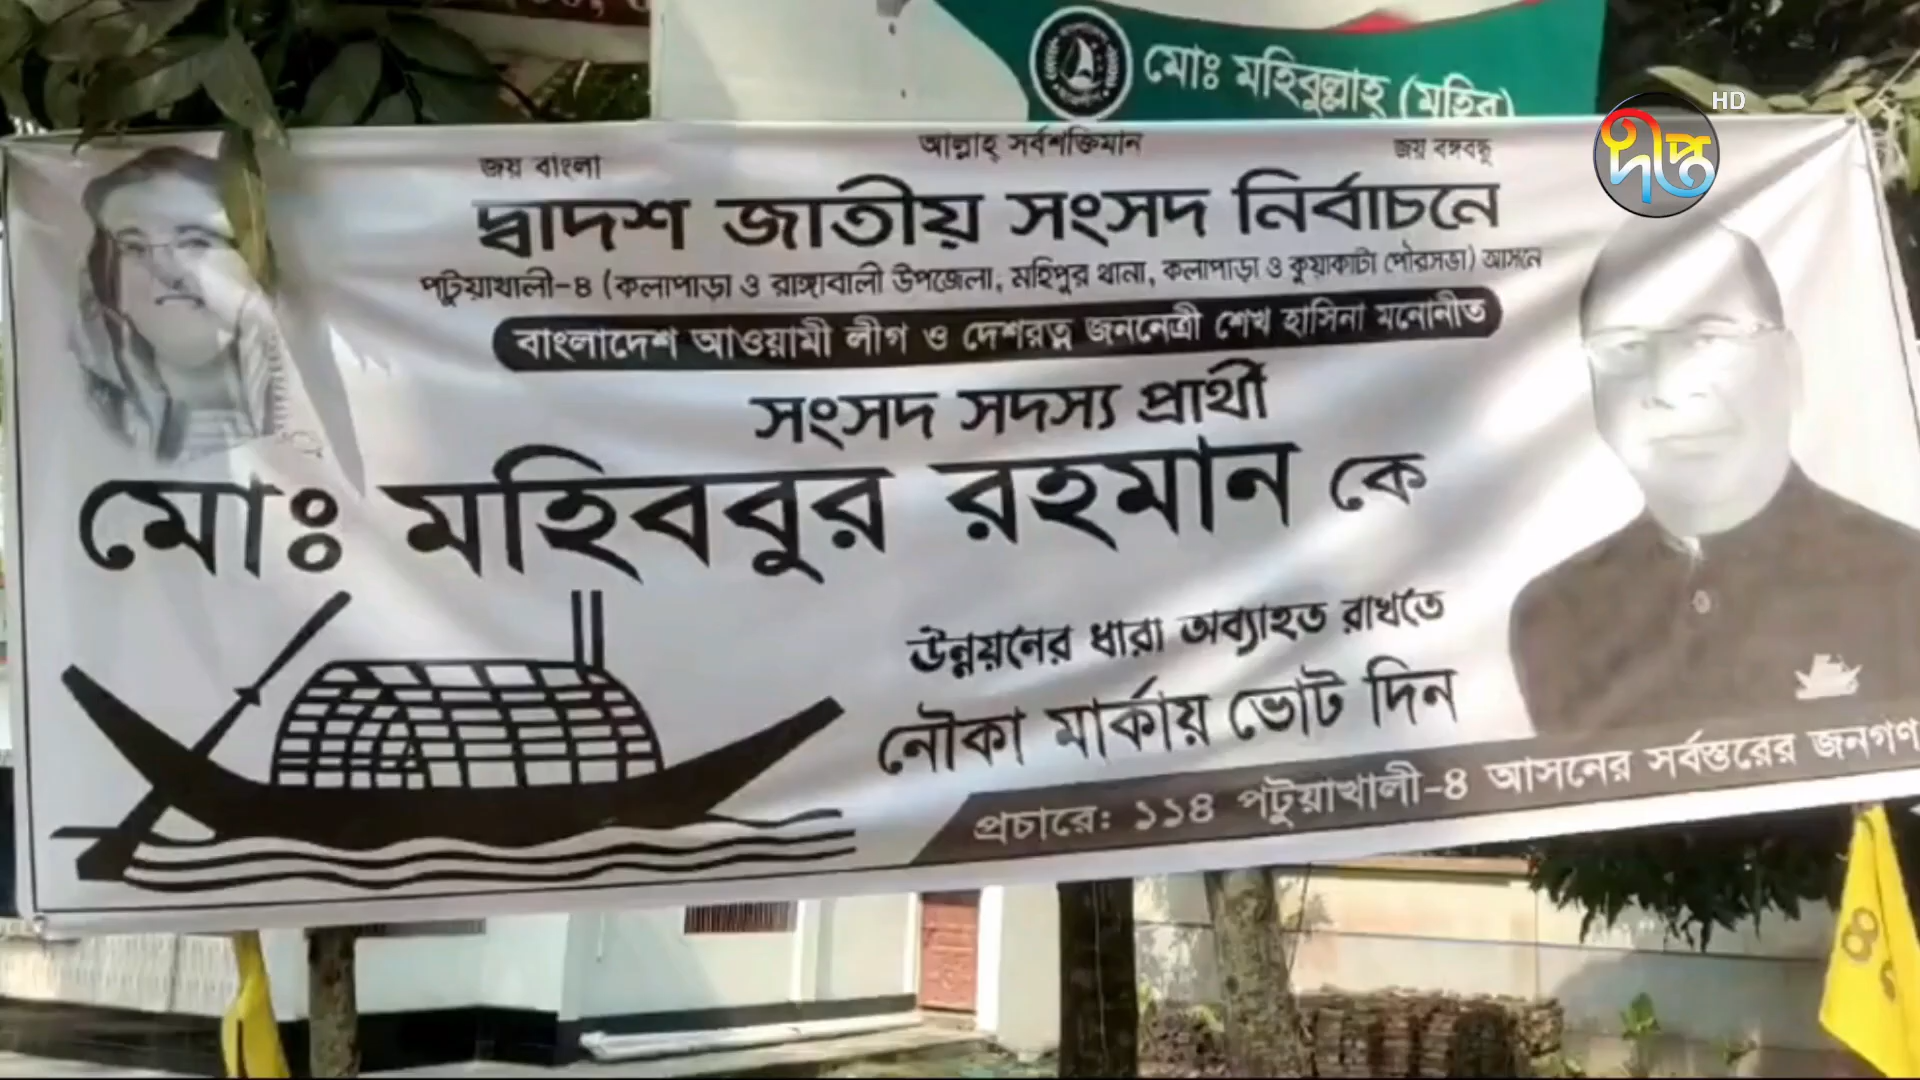 মোঃ মহিবুল্লাহ্ (মহিব)
HD
দীপ্ত
জয় বাংলা
আল্লাহ্ সর্বশক্তিমান
জয় বঙ্গবন্ধু
দ্বাদশ জাতীয় সংসদ নির্বাচনে
পটুয়াখালী-৪ (কলাপাড়া ও রাঙ্গাবালী উপজেলা, মহিপুর থানা, কলাপাড়া ও কুয়াকাটা পৌরসভা) আসনে
বাংলাদেশ আওয়ামী লীগ ও দেশরত্ন জননেত্রী শেখ হাসিনা মনোনীত
সংসদ সদস্য প্রার্থী
মোঃ মহিববুর রহমান কে
উন্নয়নের ধারা অব্যাহত রাখতে
নৌকা মার্কায় ভোট দিন
প্রচারে: ১১৪ পটুয়াখালী-৪ আসনের সর্বস্তরের জনগণ